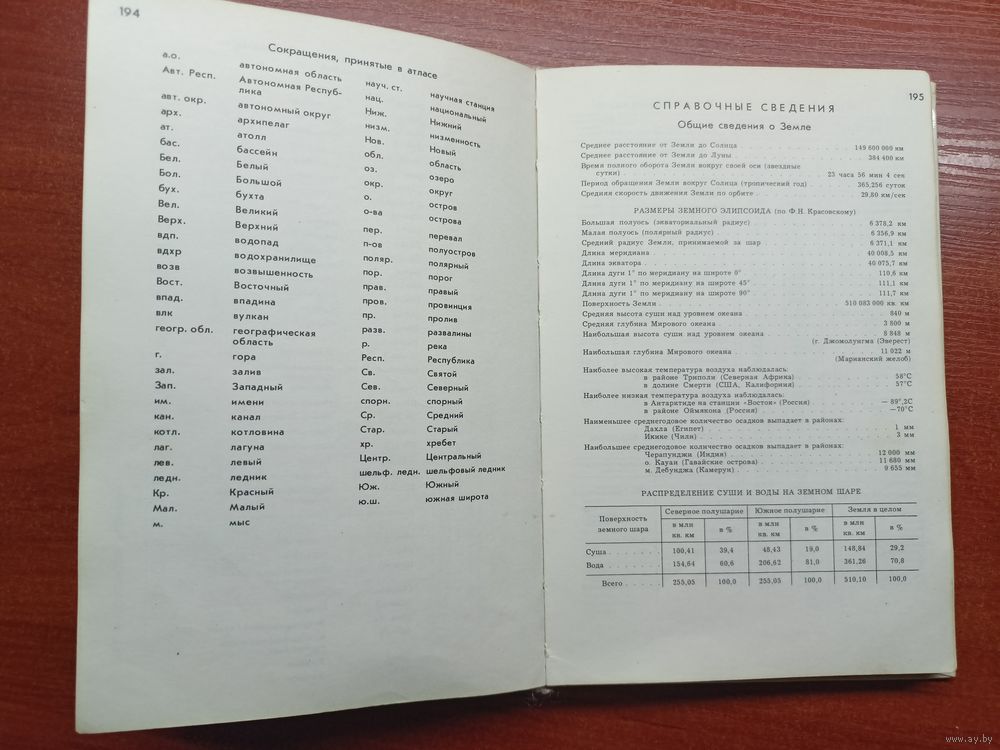 194
Сокращения, принятые в атласе
а.о. автономная область
Авт. Респ. Автономная Респуб-
лика
авт. окр. автономный округ
арх. архипелаг
ат. атолл
бас. бассейн
Бел. Белый
Бол. Большой
бух. бухта
Вел. Великий
Верх. Верхний
вдп. водопад
вдхр водохранилище
возв возвышенность
Вост. Восточный
впад. впадина
влк вулкан
геогр. обл. географическая
область
г. гора
зал. залив
Зап. Западный
им. имени
кан. канал
котл. котловина
лаг. лагуна
лев. левый
ледн. ледник
Кр. Красный
Мал. Малый
м. мыс
науч. ст. научная станция
нац. национальный
Ниж. Нижний
низм. низменность
Нов. Новый
обл. область
оз. озеро
окр. округ
о. остров
о-ва острова
пер. перевал
п-ов полуостров
поляр. полярный
пор. порог
прав. правый
пров. провинция
пр. пролив
разв. развалины
р. река
Респ. Республика
Св. Святой
Сев. Северный
спорн. спорный
Ср. Средний
Стар. Старый
хр. хребет
Центр. Центральный
шельф. ледн. шельфовый ледник
Юж. Южный
ю.ш. южная широта
195
СПРАВОЧНЫЕ СВЕДЕНИЯ
Общие сведения о Земле
Среднее расстояние от Земли до Солнца 149 600 000 км
Среднее расстояние от Земли до Луны 384 400 км
Время полного оборота Земли вокруг своей оси (звездные
сутки) 23 часа 56 мин 4 сек
Период обращения Земли вокруг Солнца (тропический год) 365,256 суток
Средняя скорость движения Земли по орбите 29,80 км/сек
РАЗМЕРЫ ЗЕМНОГО ЭЛИПСОИДА (по Ф.Н. Красовскому)
Большая полуось (экваториальный радиус) 6 378,2 км
Малая полуось (полярный радиус) 6 356,9 км
Средний радиус Земли, принимаемой за шар 6 371,1 км
Длина меридиана 40 008,5 км
Длина экватора 40 075,7 км
Длина дуги 1° по меридиану на широте 0° 110,6 км
Длина дуги 1° по меридиану на широте 45° 111,1 км
Длина дуги 1° по меридиану на широте 90° 111,7 км
Поверхность Земли 510 083 000 кв. км
Средняя высота суши над уровнем океана 840 м
Средняя глубина Мирового океана 3 800 м
Наибольшая высота суши над уровнем океана 8 848 м
(г. Джомолунгма (Эверест)
Наибольшая глубина Мирового океана 11 022 м
(Марианский желоб)
Наиболее высокая температура воздуха наблюдалась:
в районе Триполи (Северная Африка) 58°С
в долине Смерти (США, Калифорния) 57°С
Наиболее низкая температура воздуха наблюдалась:
в Антарктиде на станции «Восток» (Россия) — 89°,2С
в районе Оймякона (Россия) —70°С
Наименьшее среднегодовое количество осадков выпадает в районах:
Дахла (Египет) 1 мм
Икике (Чили) 3 мм
Наибольшее среднегодовое количество осадков выпадает в районах:
Черапунджи (Индия) 12 000 мм
о. Кауаи (Гавайские острова) 11 680 мм
м. Дебунджа (Камерун) 9 655 мм
РАСПРЕДЕЛЕНИЕ СУШИ И ВОДЫ НА ЗЕМНОМ ШАРЕ
Поверхность земного шара Северное полушарие Южное полушарие Земля в целом
в млн кв. км в % в млн кв. км в % в млн кв. км в %
Суша 100,41 39,4 48,43 19,0 148,84 29,2
Вода 154,64 60,6 206,62 81,0 361,26 70,8
Всего 255,05 100,0 255,05 100,0 510,10 100,0
www.ay.by